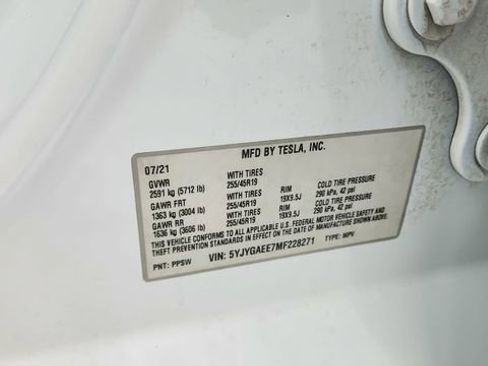 MFD BY TESLA, INC.
07/21
GVWR WITH TIRES
2591 kg (5712 lb) 255/45R19 RIM COLD TIRE PRESSURE
GAWR FRT WITH TIRES 19X9.5J 290 kPa, 42 psi
1363 kg (3004 lb) 255/45R19 RIM COLD TIRE PRESSURE
GAWR RR WITH TIRES 19X9.5J 290 kPa, 42 psi
1636 kg (3606 lb) 255/45R19
THIS VEHICLE CONFORMS TO ALL APPLICABLE U.S. FEDERAL MOTOR VEHICLE SAFETY AND
THEFT PREVENTION STANDARDS IN EFFECT ON THE DATE OF MANUFACTURE SHOWN ABOVE.
PNT: PPSW VIN: 5YJYGAEE7MF228271 TYPE: MPV